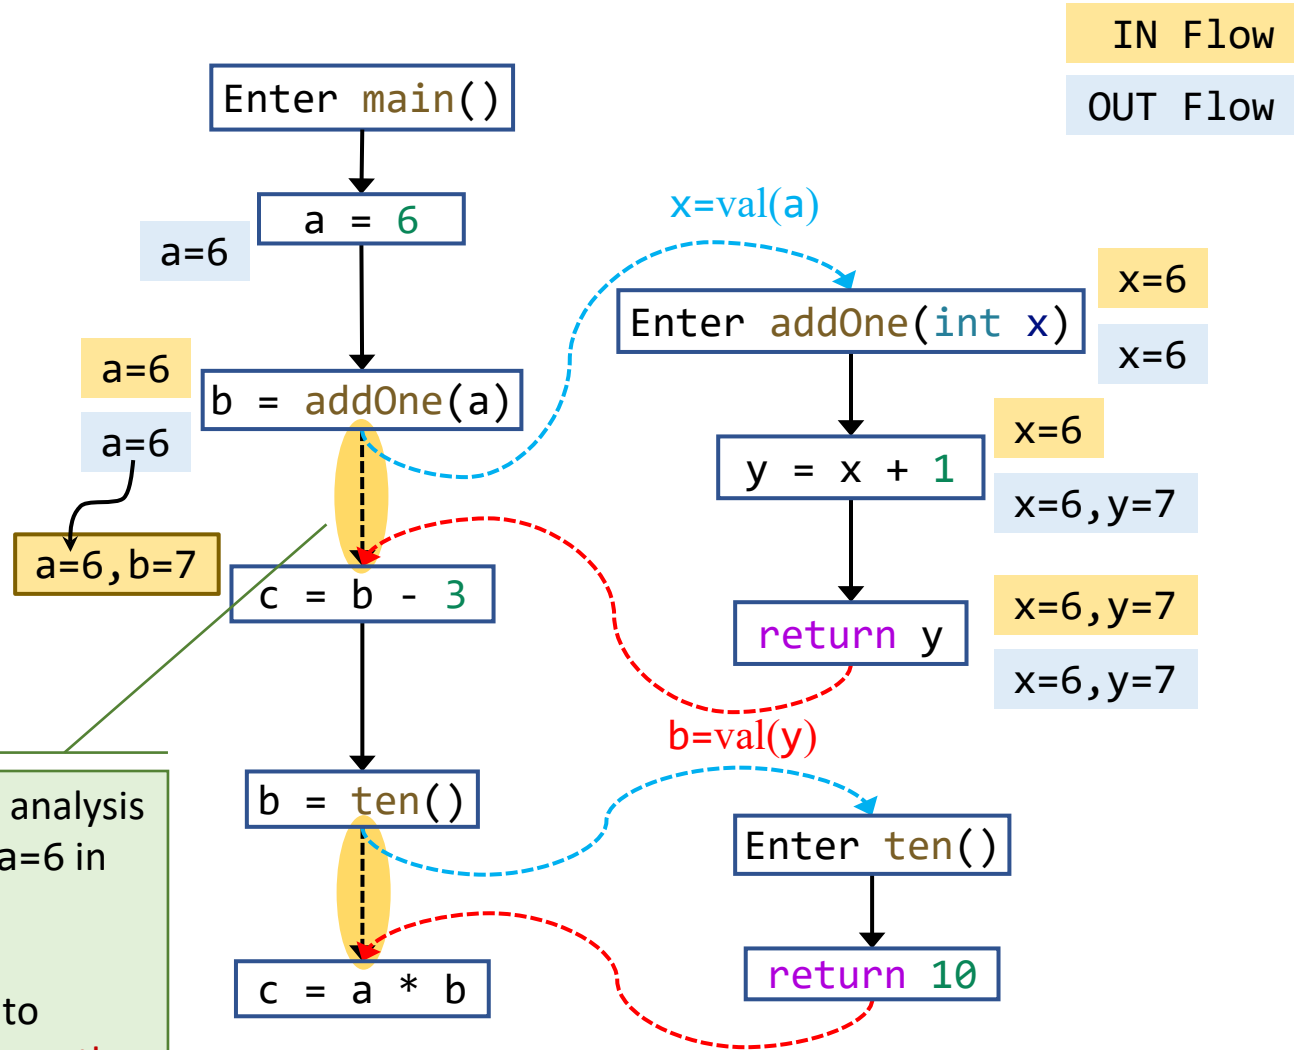 IN Flow
OUT Flow
Enter main()
a = 6
a=6
x=val(a)
Enter addOne(int x)
x=6
x=6
a=6
b = addOne(a)
a=6
x=6
y = x + 1
x=6,y=7
a=6,b=7
c = b - 3
x=6,y=7
return y
x=6,y=7
b=val(y)
b = ten()
Enter ten()
analysis
a=6 in
c = a * b
return 10
to